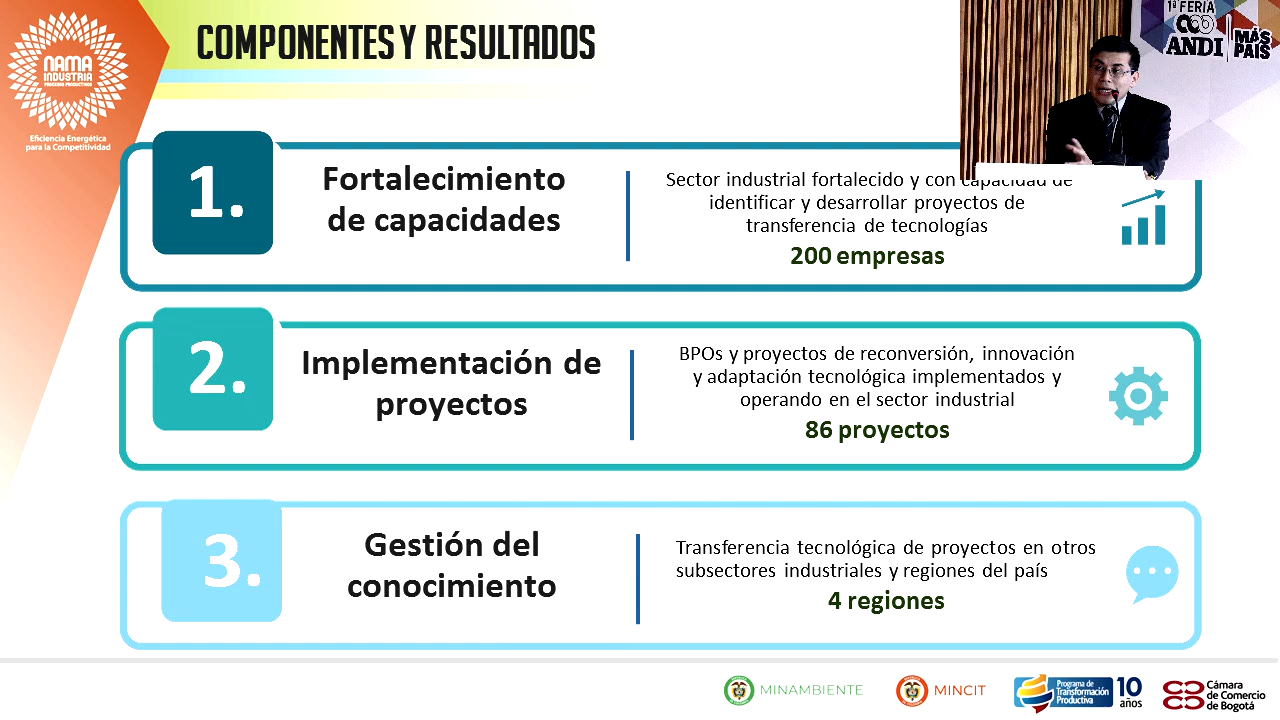 COMPONENTES Y RESULTADOS
NAMA
INDUSTRIA
PROCESOS PRODUCTIVOS
Eficiencia Energética
para la Competitividad
1ª FERIA
ANDI
MÁS
PAÍS
1.
Fortalecimiento
de capacidades
Sector industrial fortalecido y con capacidad de
identificar y desarrollar proyectos de
transferencia de tecnologías
200 empresas
2.
Implementación de
proyectos
BPOs y proyectos de reconversión, innovación
y adaptación tecnológica implementados y
operando en el sector industrial
86 proyectos
3.
Gestión del
conocimiento
Transferencia tecnológica de proyectos en otros
subsectores industriales y regiones del país
4 regiones
MINAMBIENTE
MINCIT
Programa de
Transformación
Productiva
10
años
Cámara
de Comercio
de Bogotá